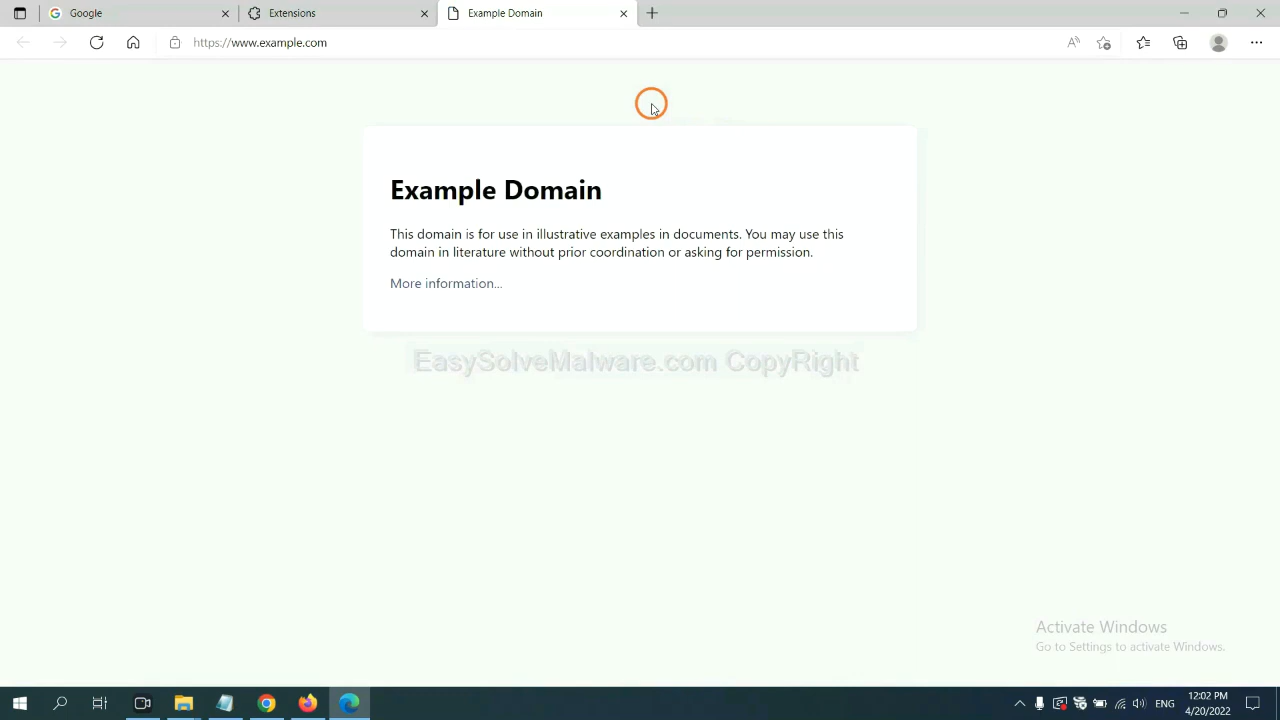 Google
Extensions
Example Domain
https://www.example.com
Example Domain
This domain is for use in illustrative examples in documents. You may use this
domain in literature without prior coordination or asking for permission.
More information...
EasySolveMalware.com CopyRight
Activate Windows
Go to Settings to activate Windows.
ENG
12:02 PM
4/20/2022